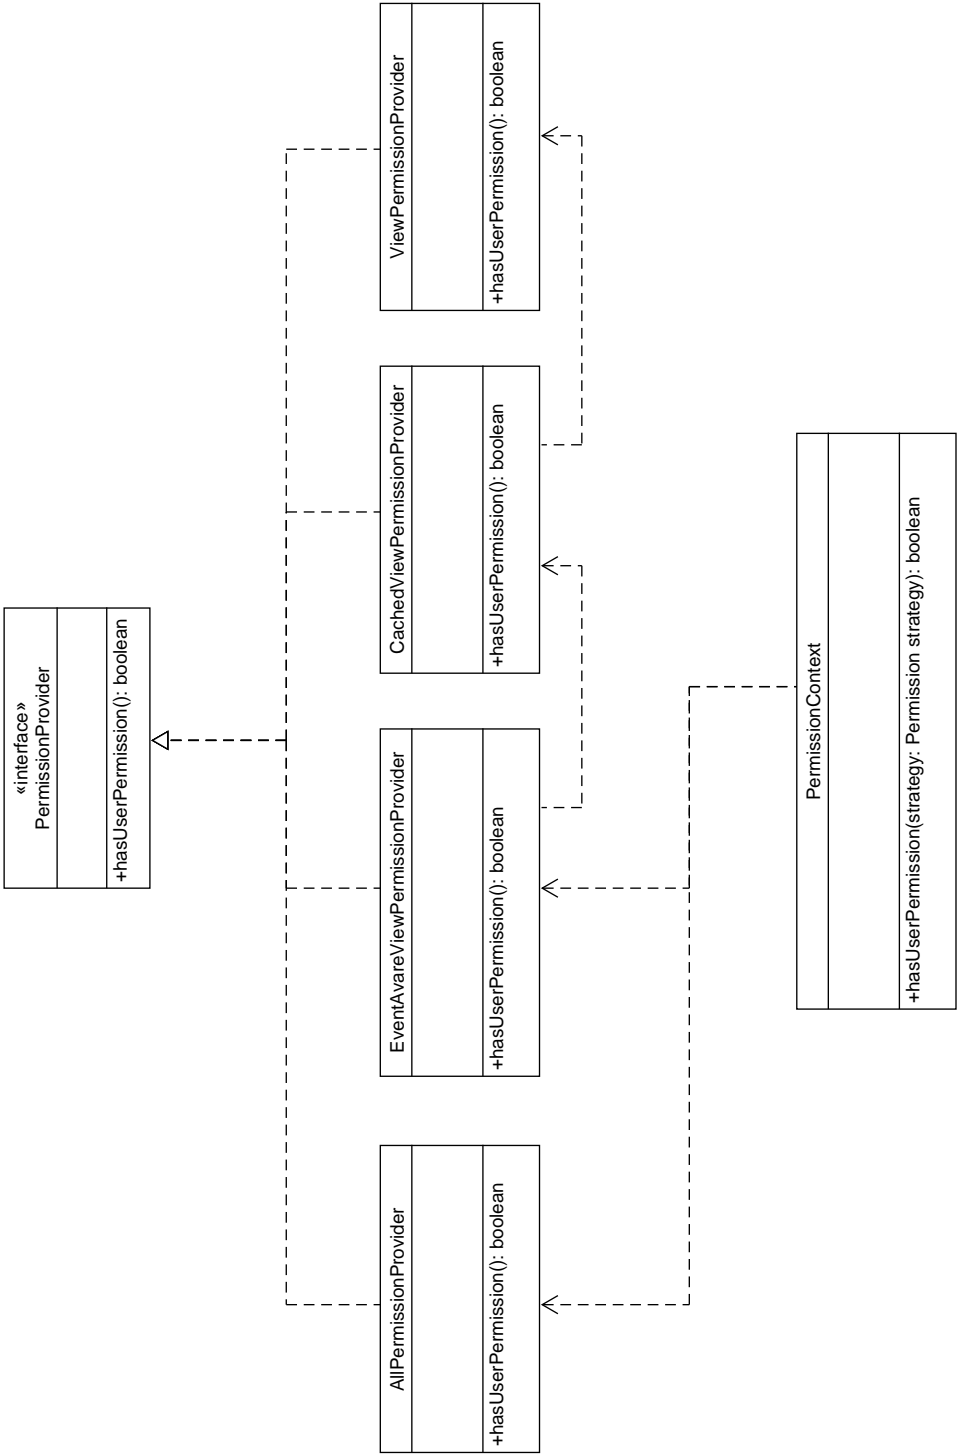 «interface»
PermissionProvider
+hasUserPermission(): boolean
AllPermissionProvider
+hasUserPermission(): boolean
EventAvareViewPermissionProvider
+hasUserPermission(): boolean
CachedViewPermissionProvider
+hasUserPermission(): boolean
ViewPermissionProvider
+hasUserPermission(): boolean
PermissionContext
+hasUserPermission(strategy: Permission strategy): boolean